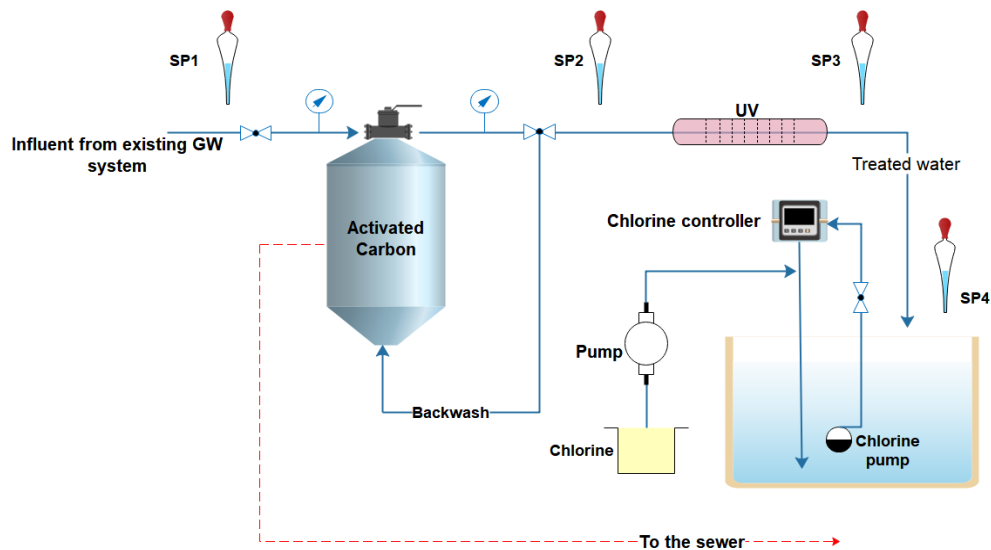 SP1
SP2
SP3
UV
Influent from existing GW
system
Treated water
Activated
Carbon
Chlorine controller
SP4
Pump
Backwash
Chlorine
Chlorine
pump
To the sewer